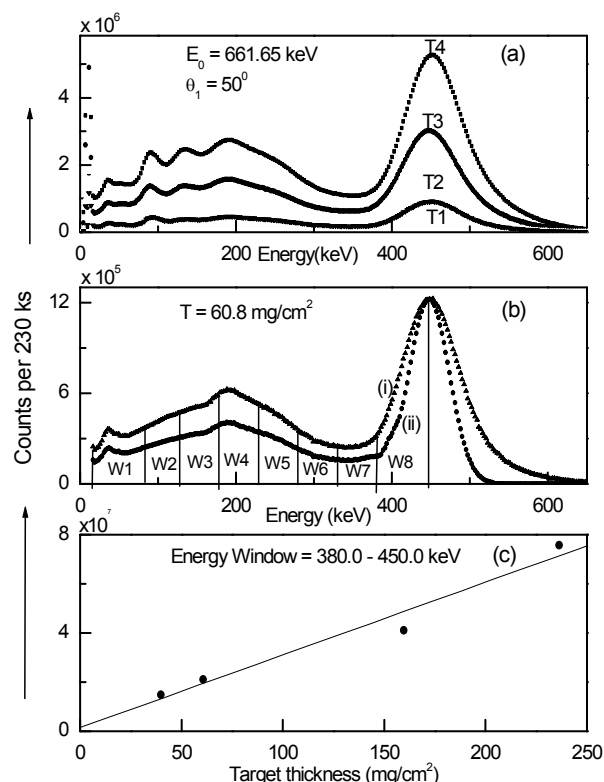 x 10⁶
E₀ = 661.65 keV
θ₁ = 50⁰
(a)
T4
T3
T2
T1
4
2
0
0 200 400 600
Energy(keV)
x 10⁵
T = 60.8 mg/cm²
(b)
12
6
0
(i)
(ii)
W1 W2 W3 W4 W5 W6 W7 W8
0 200 400 600
Energy (keV)
Counts per 230 ks
x10⁷
Energy Window = 380.0 - 450.0 keV
(c)
8
4
0
0 50 100 150 200 250
Target thickness (mg/cm²)